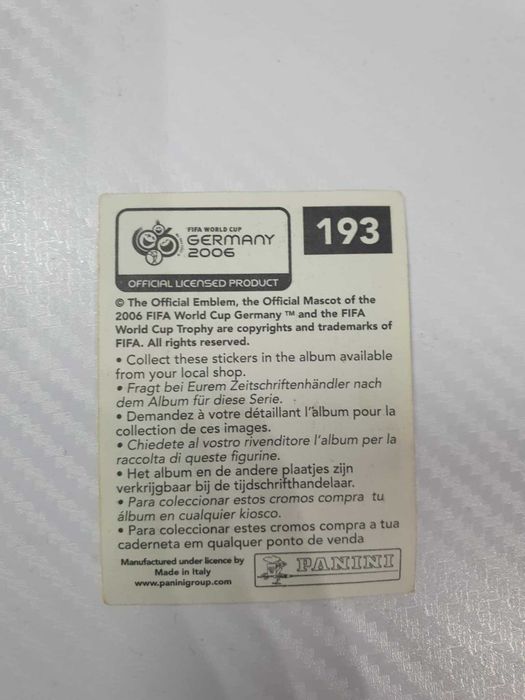 FIFA WORLD CUP
GERMANY
2006
OFFICIAL LICENSED PRODUCT
193
© The Official Emblem, the Official Mascot of the
2006 FIFA World Cup Germany ™ and the FIFA
World Cup Trophy are copyrights and trademarks of
FIFA. All rights reserved.
• Collect these stickers in the album available
from your local shop.
• Fragt bei Eurem Zeitschriftenhändler nach
dem Album für diese Serie.
• Demandez à votre détaillant l'album pour la
collection de ces images.
• Chiedete al vostro rivenditore l'album per la
raccolta di queste figurine.
• Het album en de andere plaatjes zijn
verkrijgbaar bij de tijdschrifthandelaar.
• Para coleccionar estos cromos compra tu
álbum en cualquier kiosco.
• Para coleccionar estes cromos compra a tua
caderneta em qualquer ponto de venda
Manufactured under licence by
Made in Italy
www.paninigroup.com
PANINI